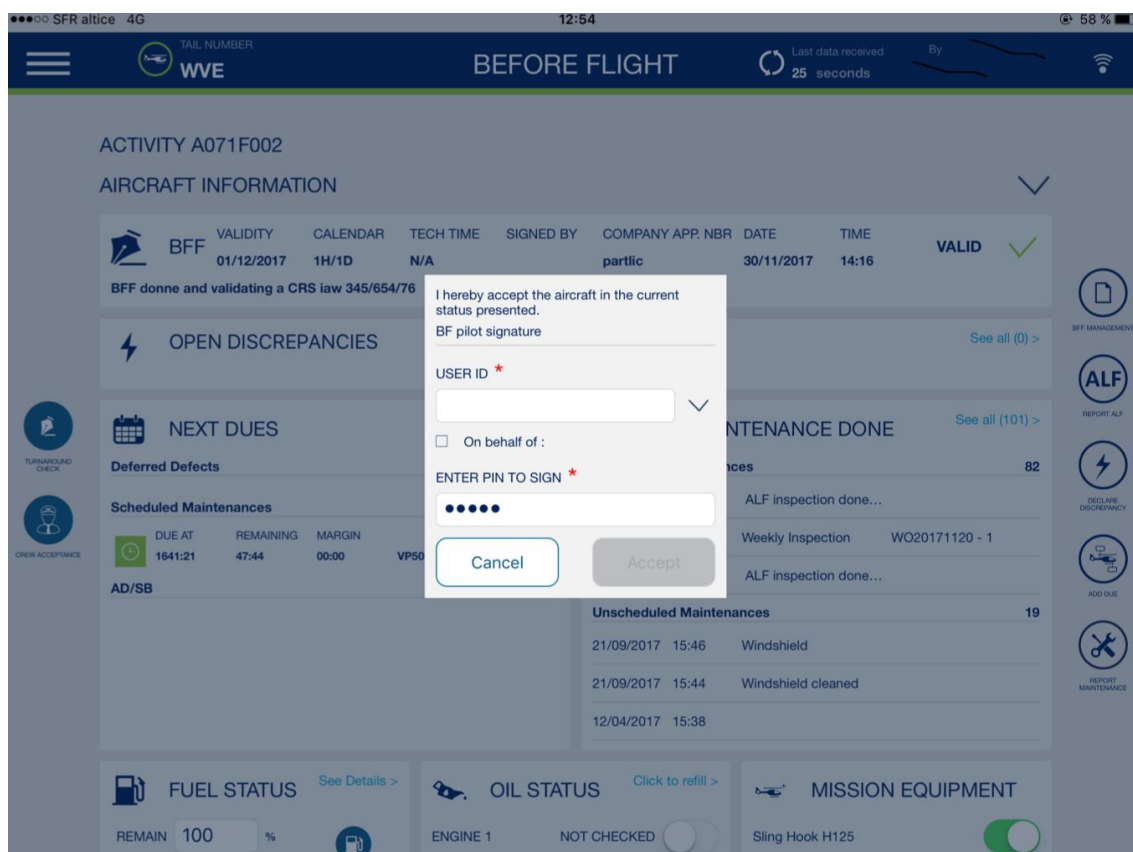 SFR altice 4G 12:54 58 %
TAIL NUMBER
WVE
BEFORE FLIGHT
Last data received
25 seconds
By
ACTIVITY A071F002
AIRCRAFT INFORMATION
BFF
VALIDITY CALENDAR TECH TIME SIGNED BY COMPANY APP. NBR DATE TIME
01/12/2017 1H/1D N/A partlic 30/11/2017 14:16
VALID
BFF donne and validating a CRS iaw 345/654/76
OPEN DISCREPANCIES
See all (0) >
NEXT DUES
Deferred Defects
Scheduled Maintenances
DUE AT REMAINING MARGIN
1641:21 47:44 00:00 VP50
AD/SB
I hereby accept the aircraft in the current
status presented.
BF pilot signature
USER ID *
On behalf of :
ENTER PIN TO SIGN *
•••••
Cancel Accept
NTENANCE DONE
See all (101) >
nces 82
ALF inspection done...
Weekly Inspection WO20171120 - 1
ALF inspection done...
Unscheduled Maintenances 19
21/09/2017 15:46 Windshield
21/09/2017 15:44 Windshield cleaned
12/04/2017 15:38
TURNAROUND
CHECK
CREW ACCEPTANCE
BFF MANAGEMENT
ALF
REPORT ALF
DECLARE
DISCREPANCY
ADD DUE
REPORT
MAINTENANCE
FUEL STATUS
See Details >
REMAIN 100 %
OIL STATUS
Click to refill >
ENGINE 1 NOT CHECKED
MISSION EQUIPMENT
Sling Hook H125